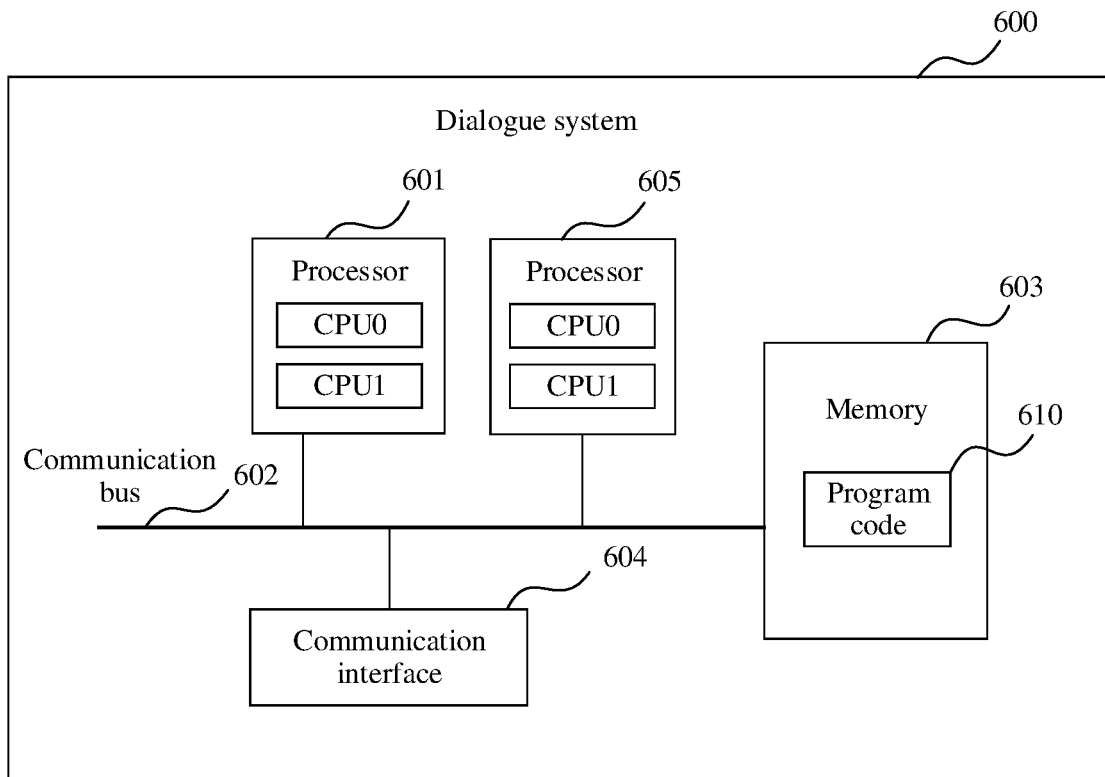 600
Dialogue system
601
605
Processor
CPU0
CPU1
Processor
CPU0
CPU1
603
Memory
610
Program
code
Communication
bus
602
604
Communication
interface